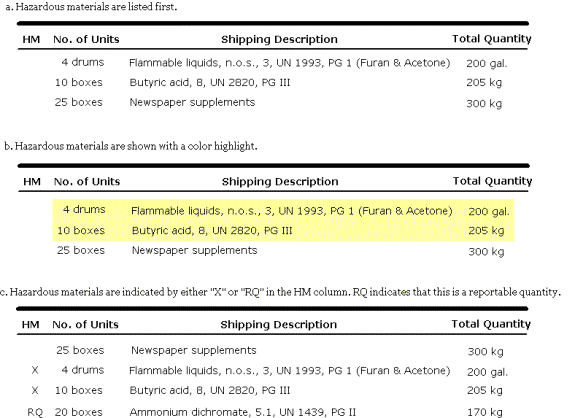 a. Hazardous materials are listed first.
HM No. of Units Shipping Description Total Quantity
4 drums Flammable liquids, n.o.s., 3, UN 1993, PG 1 (Furan & Acetone) 200 gal.
10 boxes Butyric acid, 8, UN 2820, PG III 205 kg
25 boxes Newspaper supplements 300 kg
b. Hazardous materials are shown with a color highlight.
HM No. of Units Shipping Description Total Quantity
4 drums Flammable liquids, n.o.s., 3, UN 1993, PG 1 (Furan & Acetone) 200 gal.
10 boxes Butyric acid, 8, UN 2820, PG III 205 kg
25 boxes Newspaper supplements 300 kg
c. Hazardous materials are indicated by either "X" or "RQ" in the HM column. RQ indicates that this is a reportable quantity.
HM No. of Units Shipping Description Total Quantity
25 boxes Newspaper supplements 300 kg
X 4 drums Flammable liquids, n.o.s., 3, UN 1993, PG 1 (Furan & Acetone) 200 gal.
X 10 boxes Butyric acid, 8, UN 2820, PG III 205 kg
RQ 20 boxes Ammonium dichromate, 5.1, UN 1439, PG II 170 kg